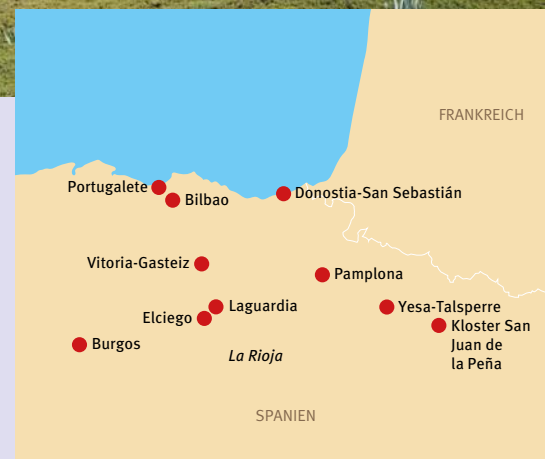 FRANKREICH
Portugalete
Bilbao
Donostia-San Sebastián
Vitoria-Gasteiz
Pamplona
Laguardia
Elciego
Yesa-Talsperre
Kloster San
Juan de
la Peña
Burgos
La Rioja
SPANIEN